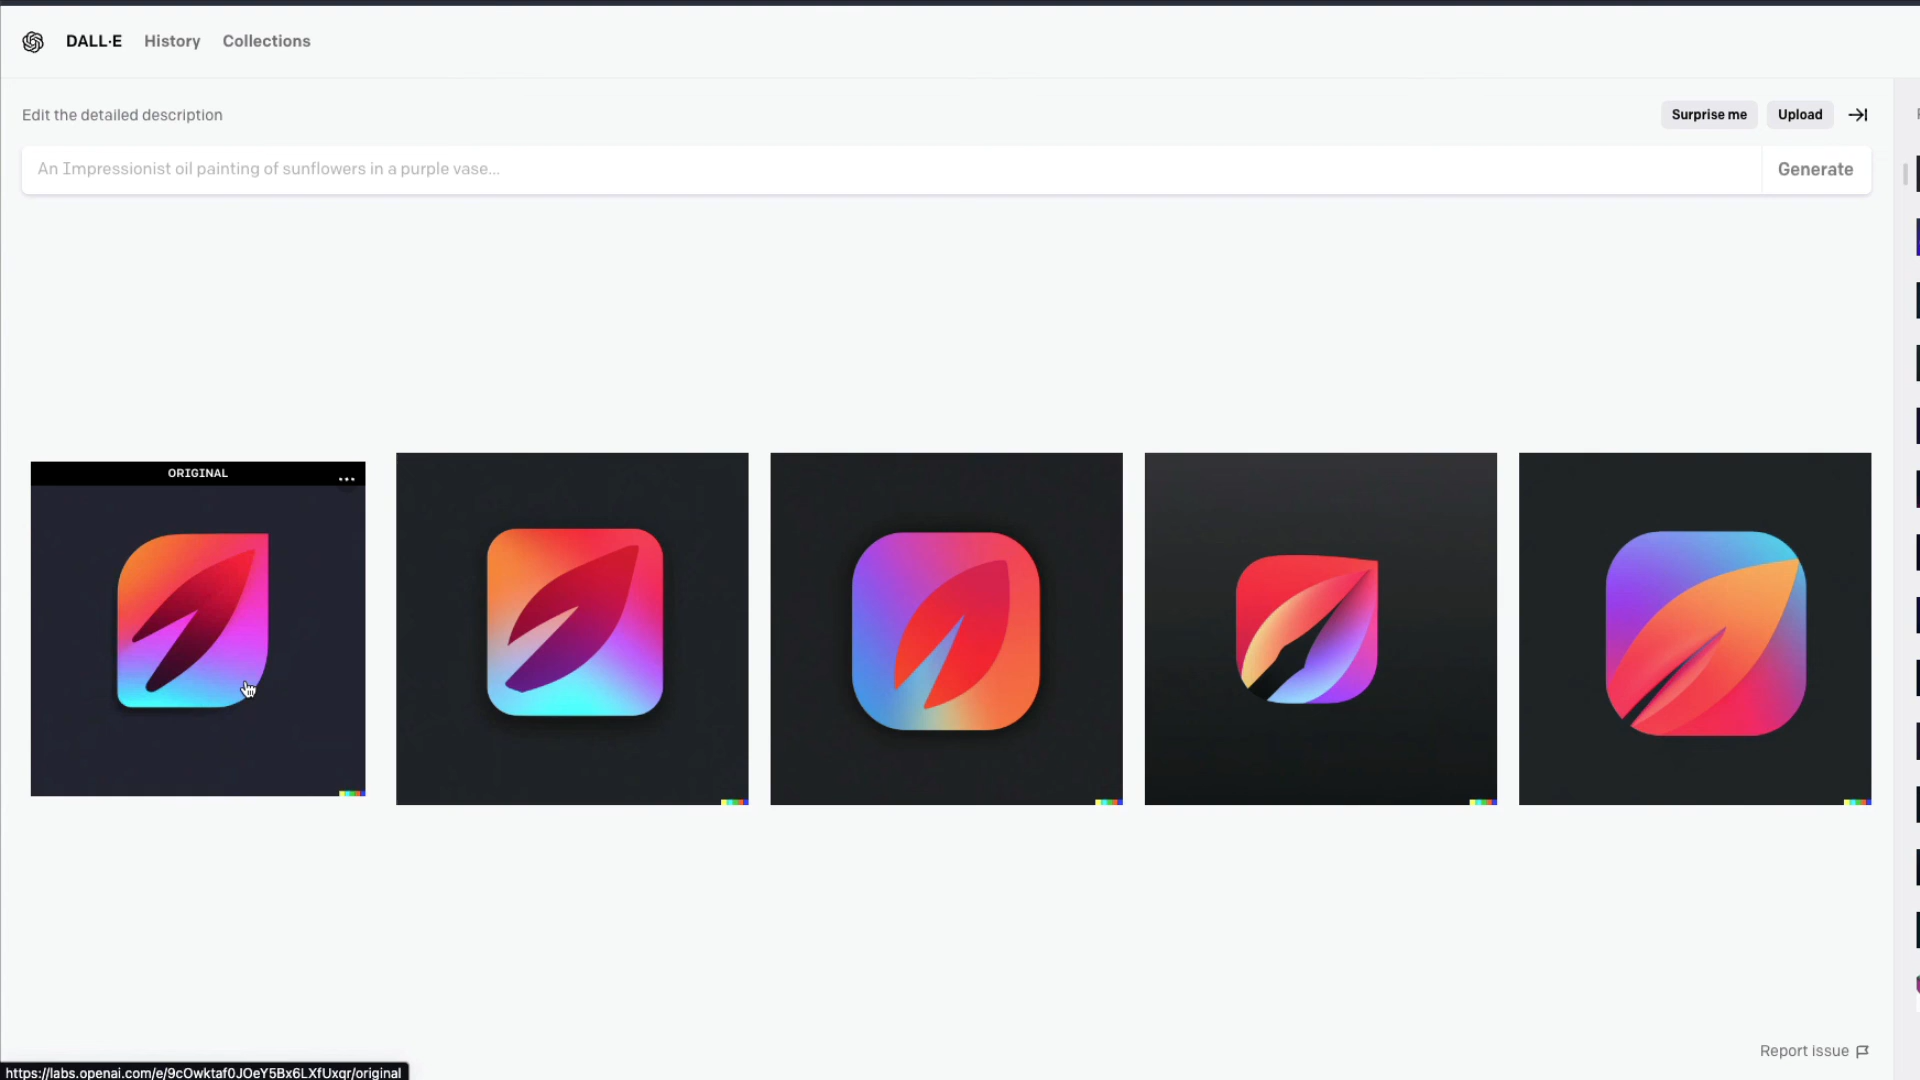 DALL·E
History
Collections
Edit the detailed description
Surprise me
Upload
An Impressionist oil painting of sunflowers in a purple vase...
Generate
ORIGINAL
Report issue
https://labs.openai.com/e/9cOwktaf0JOeY5Bx6LXfUxqr/original